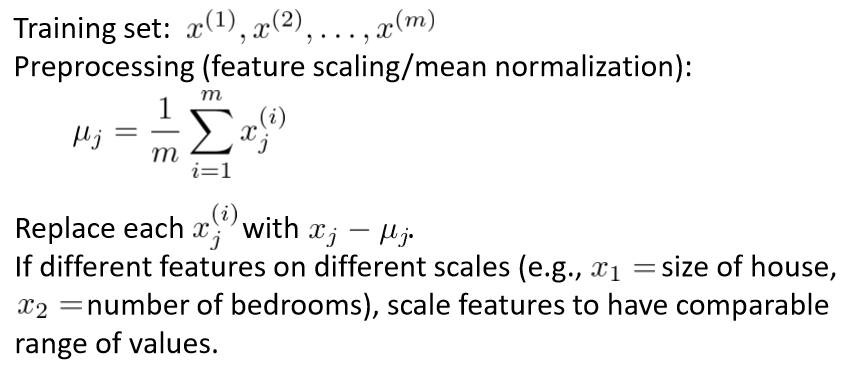 Training set: $x^{(1)}, x^{(2)}, \ldots, x^{(m)}$
Preprocessing (feature scaling/mean normalization):
$\mu_j = \frac{1}{m} \sum_{i=1}^{m} x_j^{(i)}$
Replace each $x_j^{(i)}$ with $x_j - \mu_j$.
If different features on different scales (e.g., $x_1$ = size of house,
$x_2$ = number of bedrooms), scale features to have comparable
range of values.